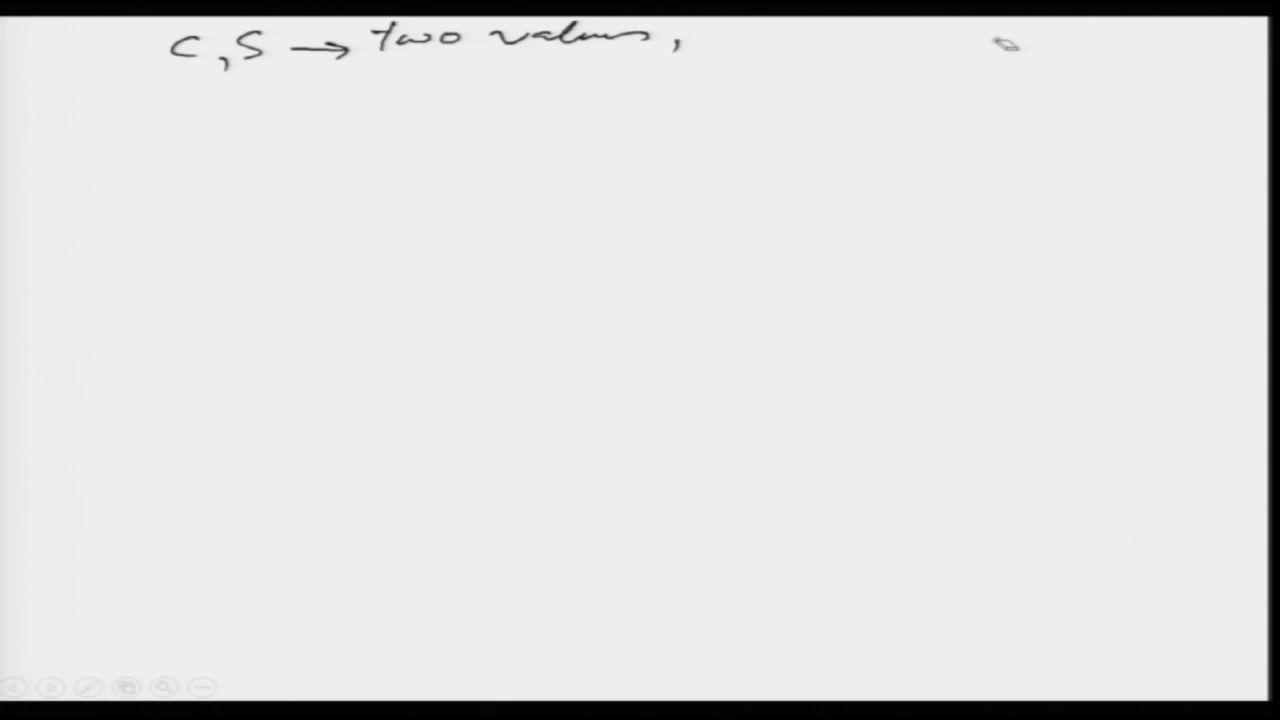 C, S → two values,